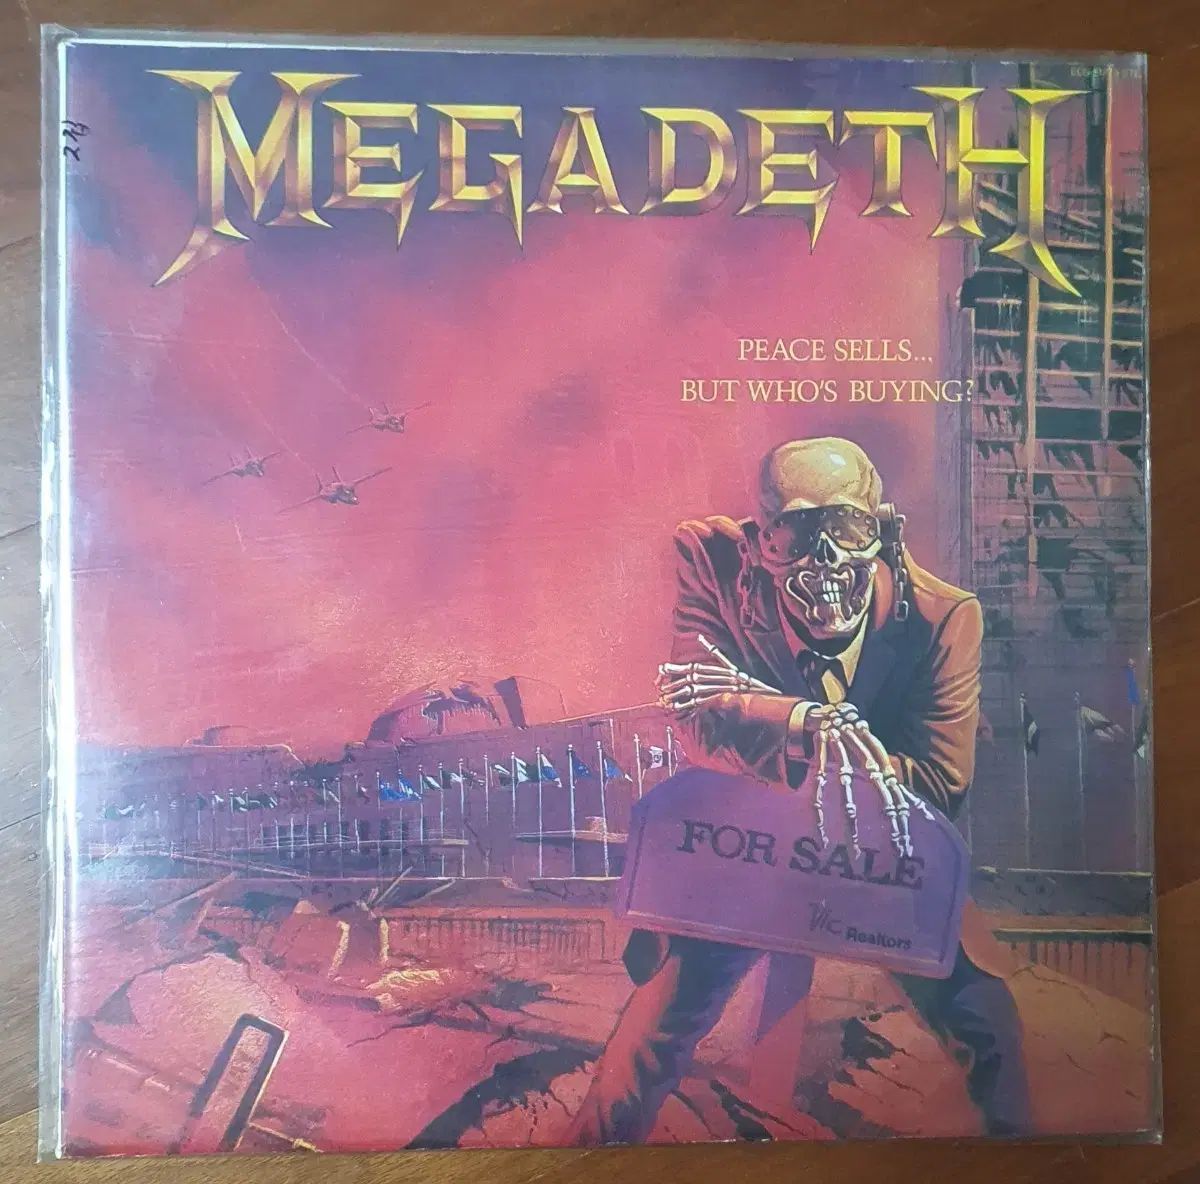 MEGADETH
PEACE SELLS...
BUT WHO'S BUYING?
FOR SALE
Vic Realtors